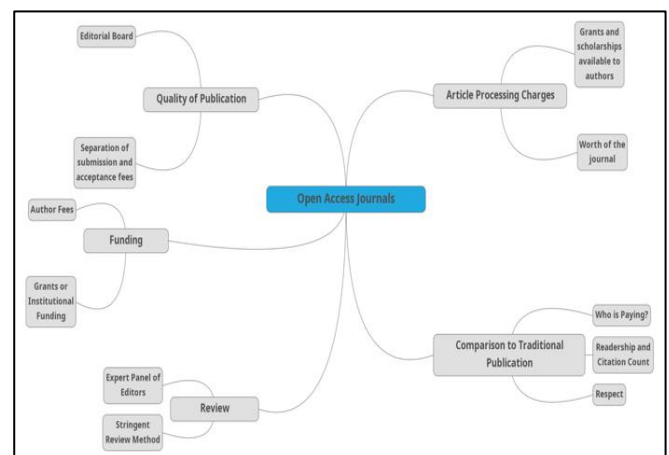 Open Access Journals
Quality of Publication
Editorial Board
Separation of
submission and
acceptance fees
Funding
Author Fees
Grants or
Institutional
Funding
Review
Expert Panel of
Editors
Stringent
Review Method
Article Processing Charges
Grants and
scholarships
available to
authors
Worth of the
journal
Comparison to Traditional
Publication
Who is Paying?
Readership and
Citation Count
Respect